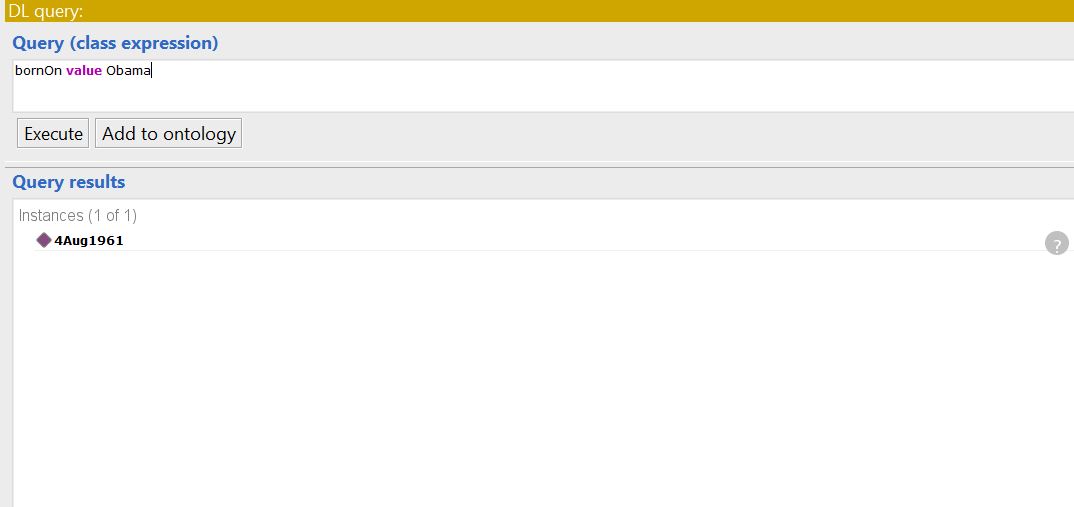 DL query:
Query (class expression)
bornOn value Obama
Execute Add to ontology
Query results
Instances (1 of 1)
4Aug1961
?